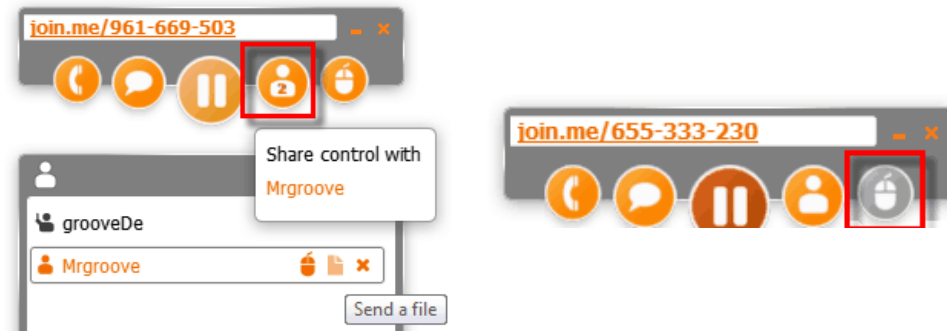 join.me/961-669-503
2
Share control with
Mrgroove
grooveDe
Mrgroove
Send a file
join.me/655-333-230